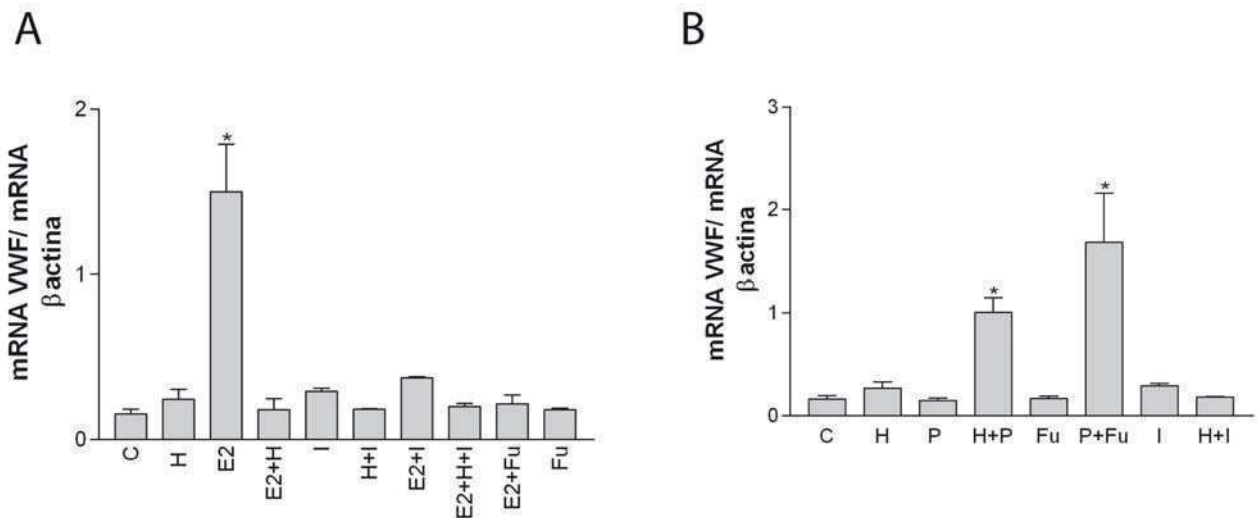 A
mRNA VWF/ mRNA
β actina
2
1
0
*
C
H
E2
E2+H
I
H+I
E2+I
E2+H+I
E2+Fu
Fu
B
mRNA VWF/ mRNA
β actina
3
2
1
0
*
*
C H P H+P Fu P+Fu I H+I